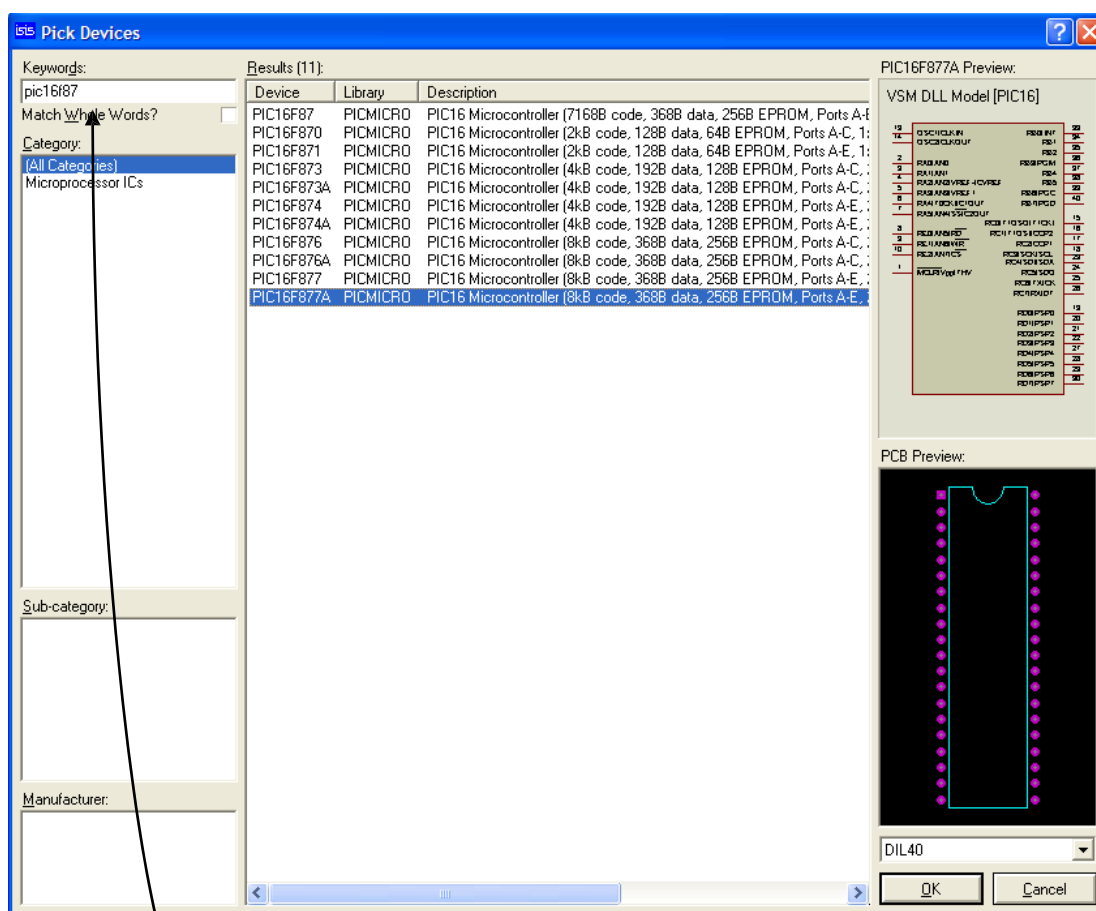 isis Pick Devices
Keywords:
pic16f87
Match Whole Words?
Category:
(All Categories)
Microprocessor ICs
Sub-category:
Manufacturer:
Results (11):
Device Library Description
PIC16F87 PICMICRO PIC16 Microcontroller (7168B code, 368B data, 256B EPROM, Ports A-B
PIC16F870 PICMICRO PIC16 Microcontroller (2kB code, 128B data, 64B EPROM, Ports A-C, 1:
PIC16F871 PICMICRO PIC16 Microcontroller (2kB code, 128B data, 64B EPROM, Ports A-E, 1:
PIC16F873 PICMICRO PIC16 Microcontroller (4kB code, 192B data, 128B EPROM, Ports A-C,
PIC16F873A PICMICRO PIC16 Microcontroller (4kB code, 192B data, 128B EPROM, Ports A-C,
PIC16F874 PICMICRO PIC16 Microcontroller (4kB code, 192B data, 128B EPROM, Ports A-E,
PIC16F874A PICMICRO PIC16 Microcontroller (4kB code, 192B data, 128B EPROM, Ports A-E,
PIC16F876 PICMICRO PIC16 Microcontroller (8kB code, 368B data, 256B EPROM, Ports A-C,
PIC16F876A PICMICRO PIC16 Microcontroller (8kB code, 368B data, 256B EPROM, Ports A-C,
PIC16F877 PICMICRO PIC16 Microcontroller (8kB code, 368B data, 256B EPROM, Ports A-E,
PIC16F877A PICMICRO PIC16 Microcontroller (8kB code, 368B data, 256B EPROM, Ports A-E,
PIC16F877A Preview:
VSM DLL Model [PIC16]
PCB Preview:
DIL40
OK Cancel